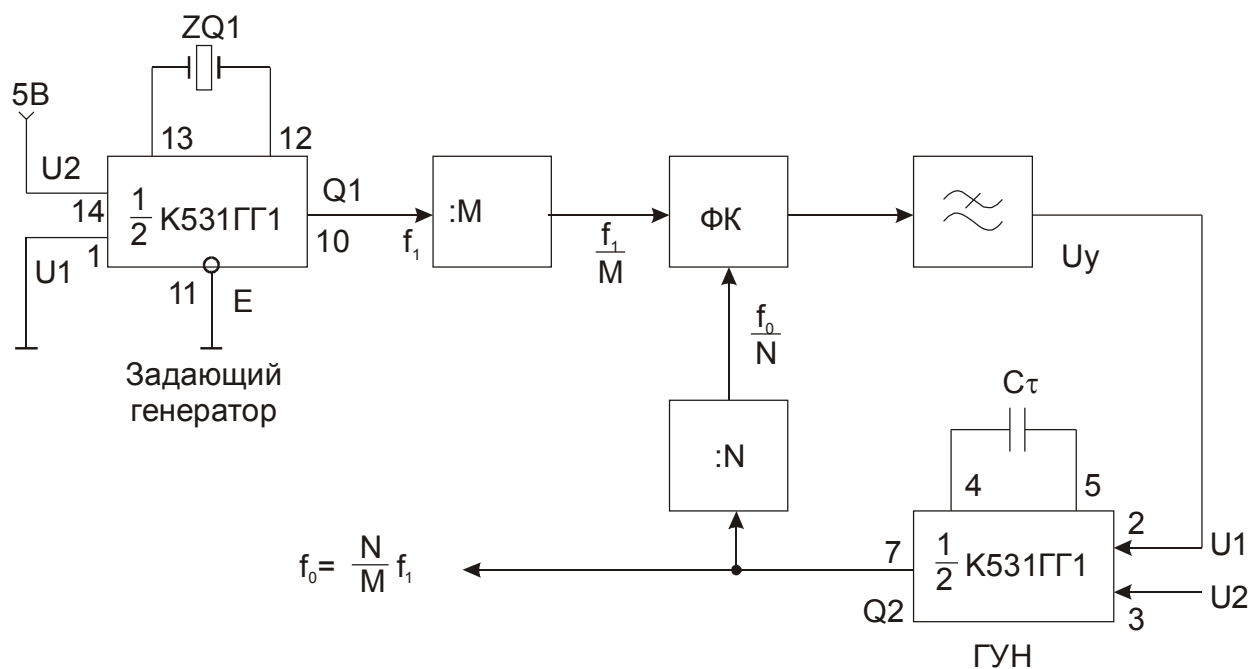 ZQ1
5В
13
12
U2
14
1/2 К531ГГ1
Q1
10
1
U1
11
E
Задающий
генератор
f₁
:M
f₁/M
ФК
Uy
f₀/N
:N
Cτ
4
5
2
U1
7
1/2 К531ГГ1
U2
3
Q2
ГУН
f₀= N/M f₁